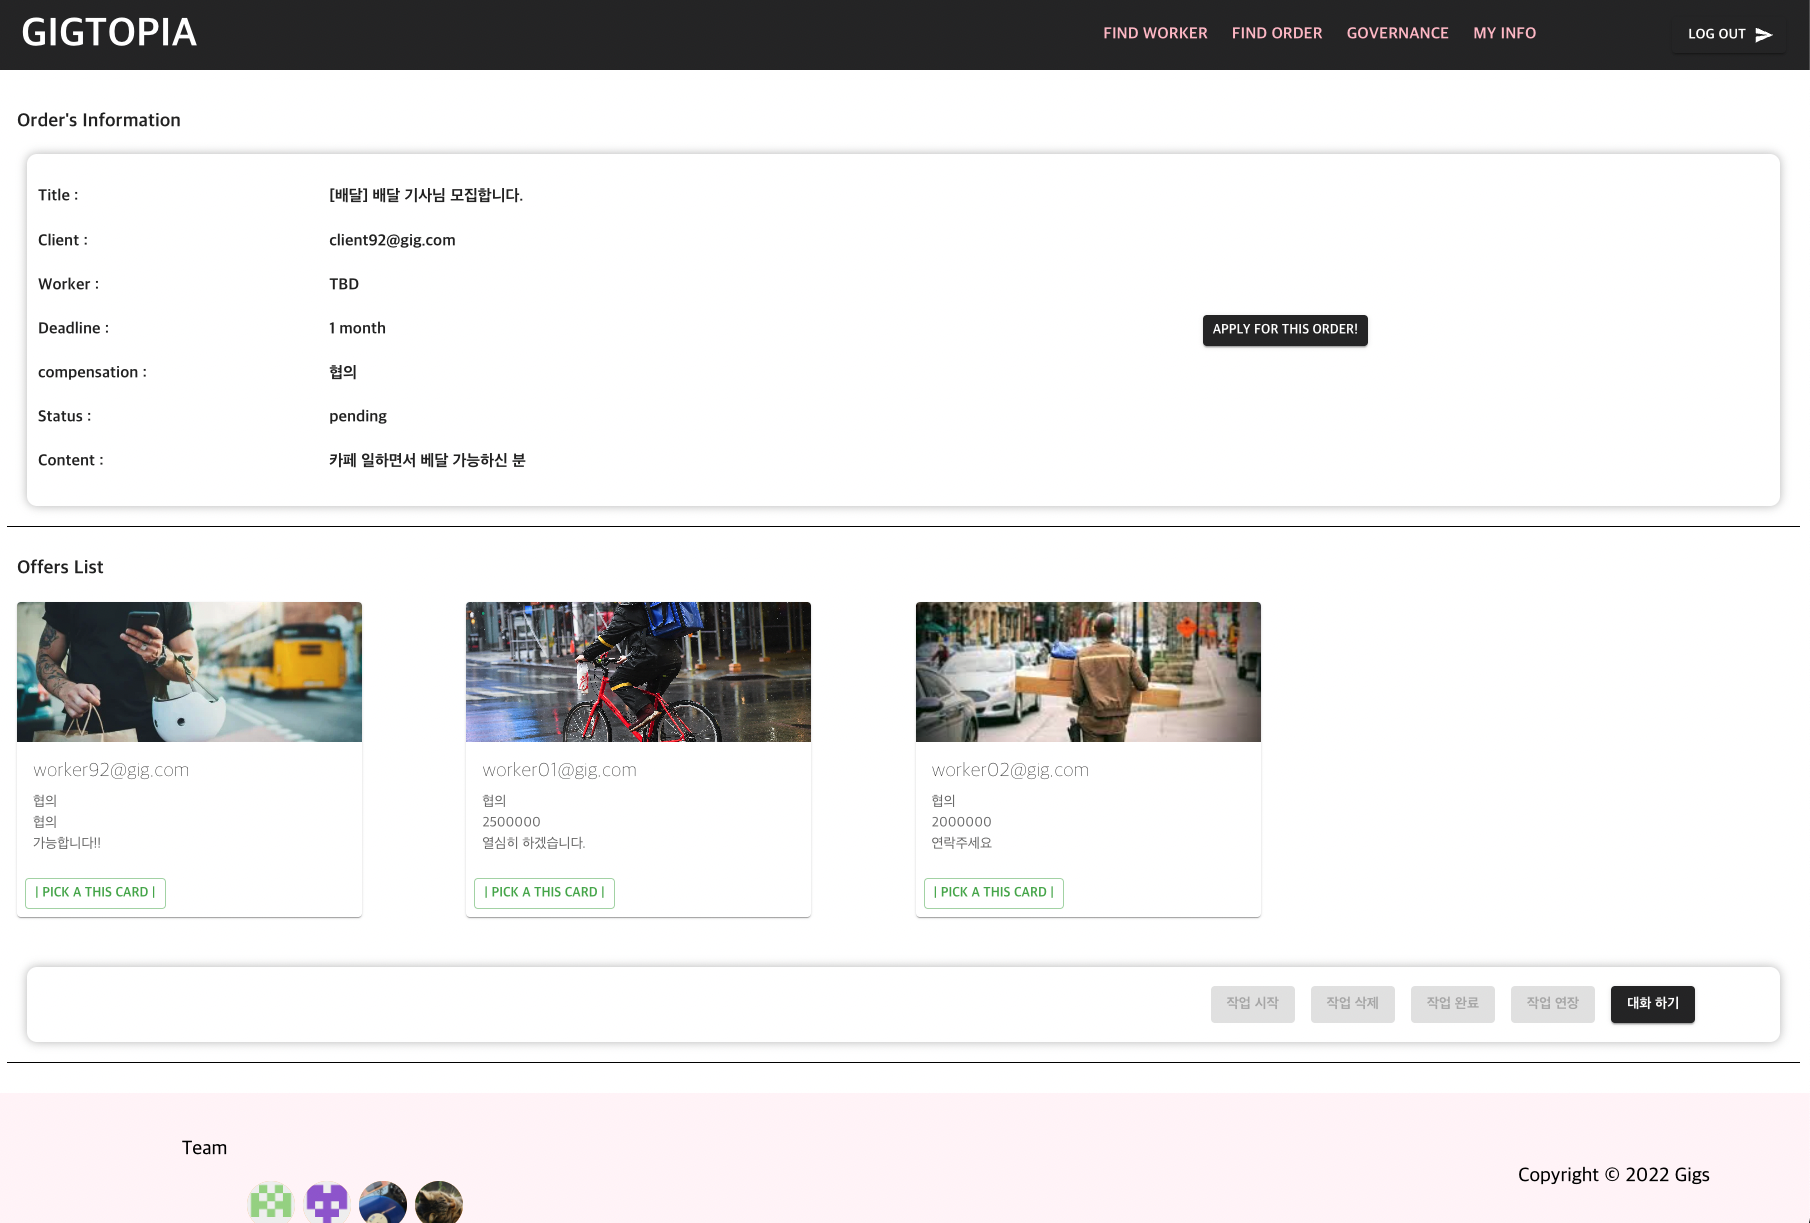 GIGTOPIA
FIND WORKER FIND ORDER GOVERNANCE MY INFO
LOG OUT
Order's Information
Title : [배달] 배달 기사님 모집합니다.
Client : client92@gig.com
Worker : TBD
Deadline : 1 month
APPLY FOR THIS ORDER!
compensation : 협의
Status : pending
Content : 카페 일하면서 베달 가능하신 분
Offers List
worker92@gig.com
협의
협의
가능합니다!!
| PICK A THIS CARD |
worker01@gig.com
협의
2500000
열심히 하겠습니다.
| PICK A THIS CARD |
worker02@gig.com
협의
2000000
연락주세요
| PICK A THIS CARD |
작업 시작 작업 삭제 작업 완료 작업 연장 대화 하기
Team
Copyright © 2022 Gigs